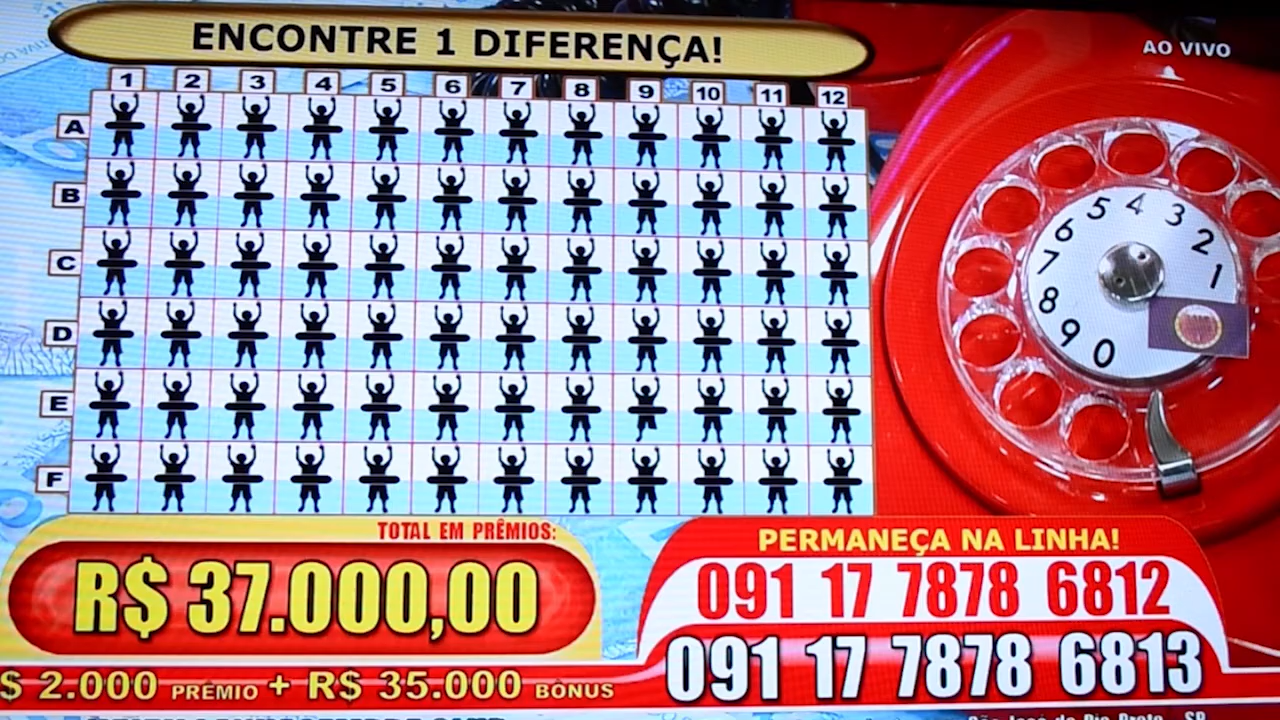 ENCONTRE 1 DIFERENÇA!
AO VIVO
1 2 3 4 5 6 7 8 9 10 11 12
A
B
C
D
E
F
1 2 3 4 5 6 7 8 9 0
TOTAL EM PRÊMIOS:
R$ 37.000,00
$ 2.000 PRÊMIO + R$ 35.000 BÔNUS
PERMANEÇA NA LINHA!
091 17 7878 6812
091 17 7878 6813